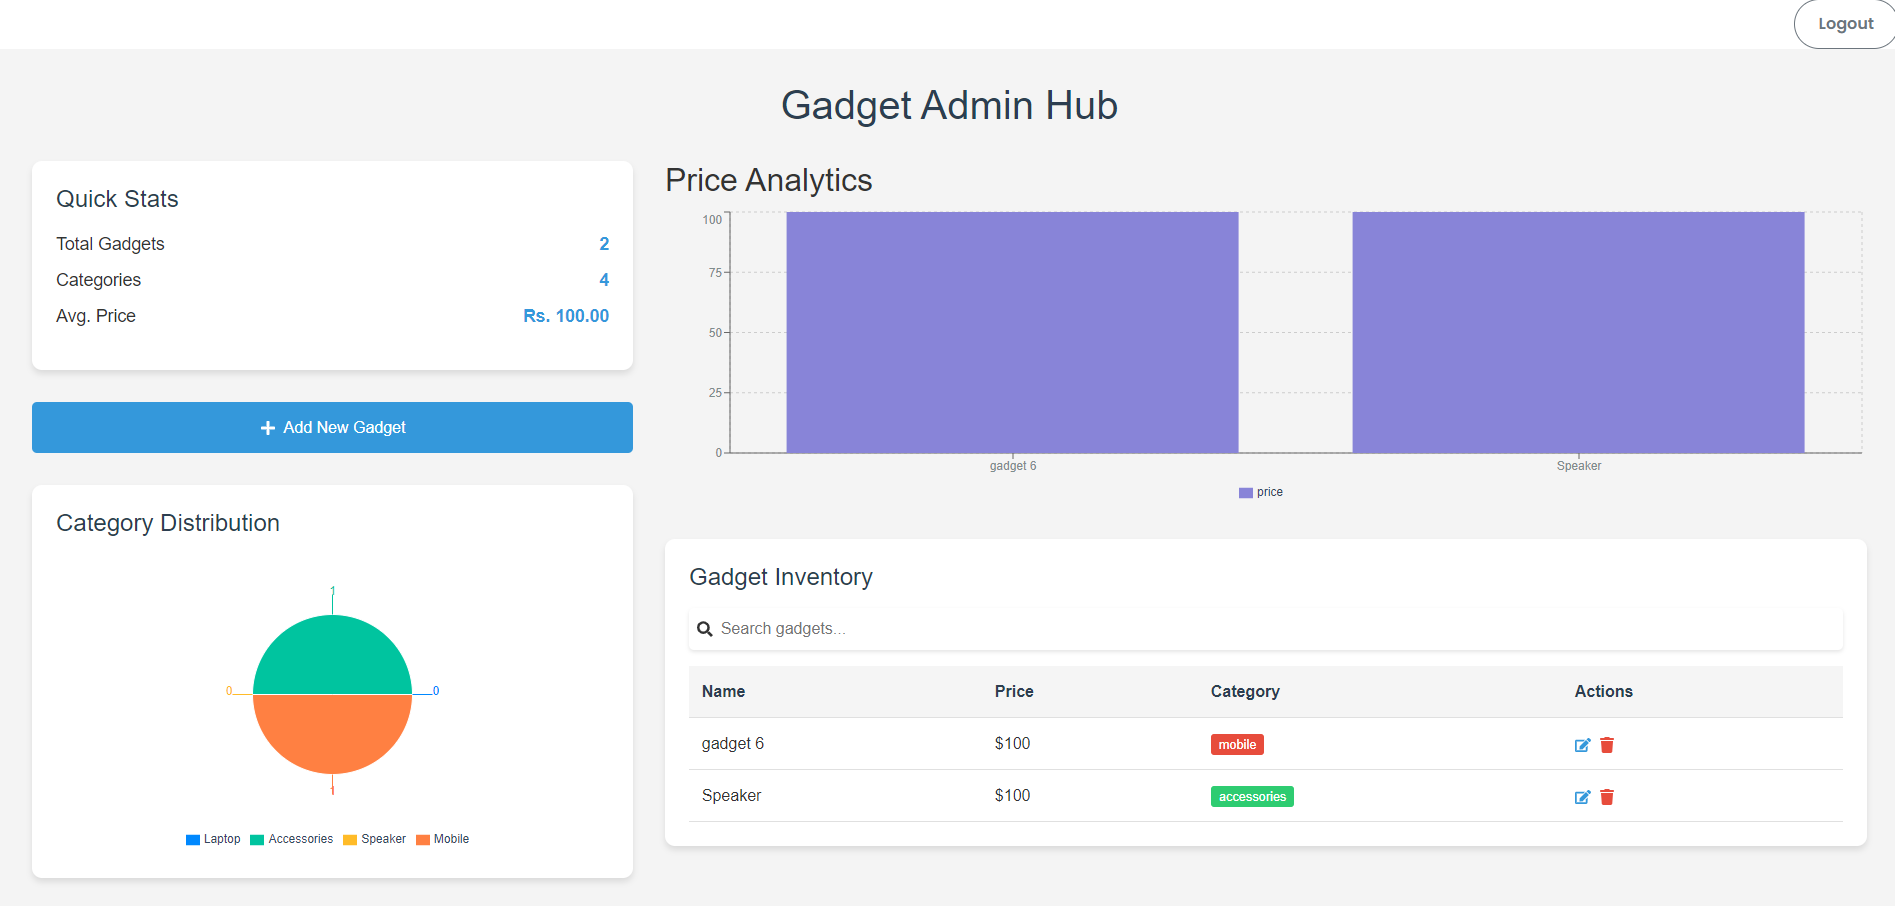 Logout
Gadget Admin Hub
Quick Stats
Total Gadgets 2
Categories 4
Avg. Price Rs. 100.00
Add New Gadget
Category Distribution
1
0 0
1
Laptop Accessories Speaker Mobile
Price Analytics
100
75
50
25
0
gadget 6 Speaker
price
Gadget Inventory
Search gadgets...
Name Price Category Actions
gadget 6 $100 mobile
Speaker $100 accessories